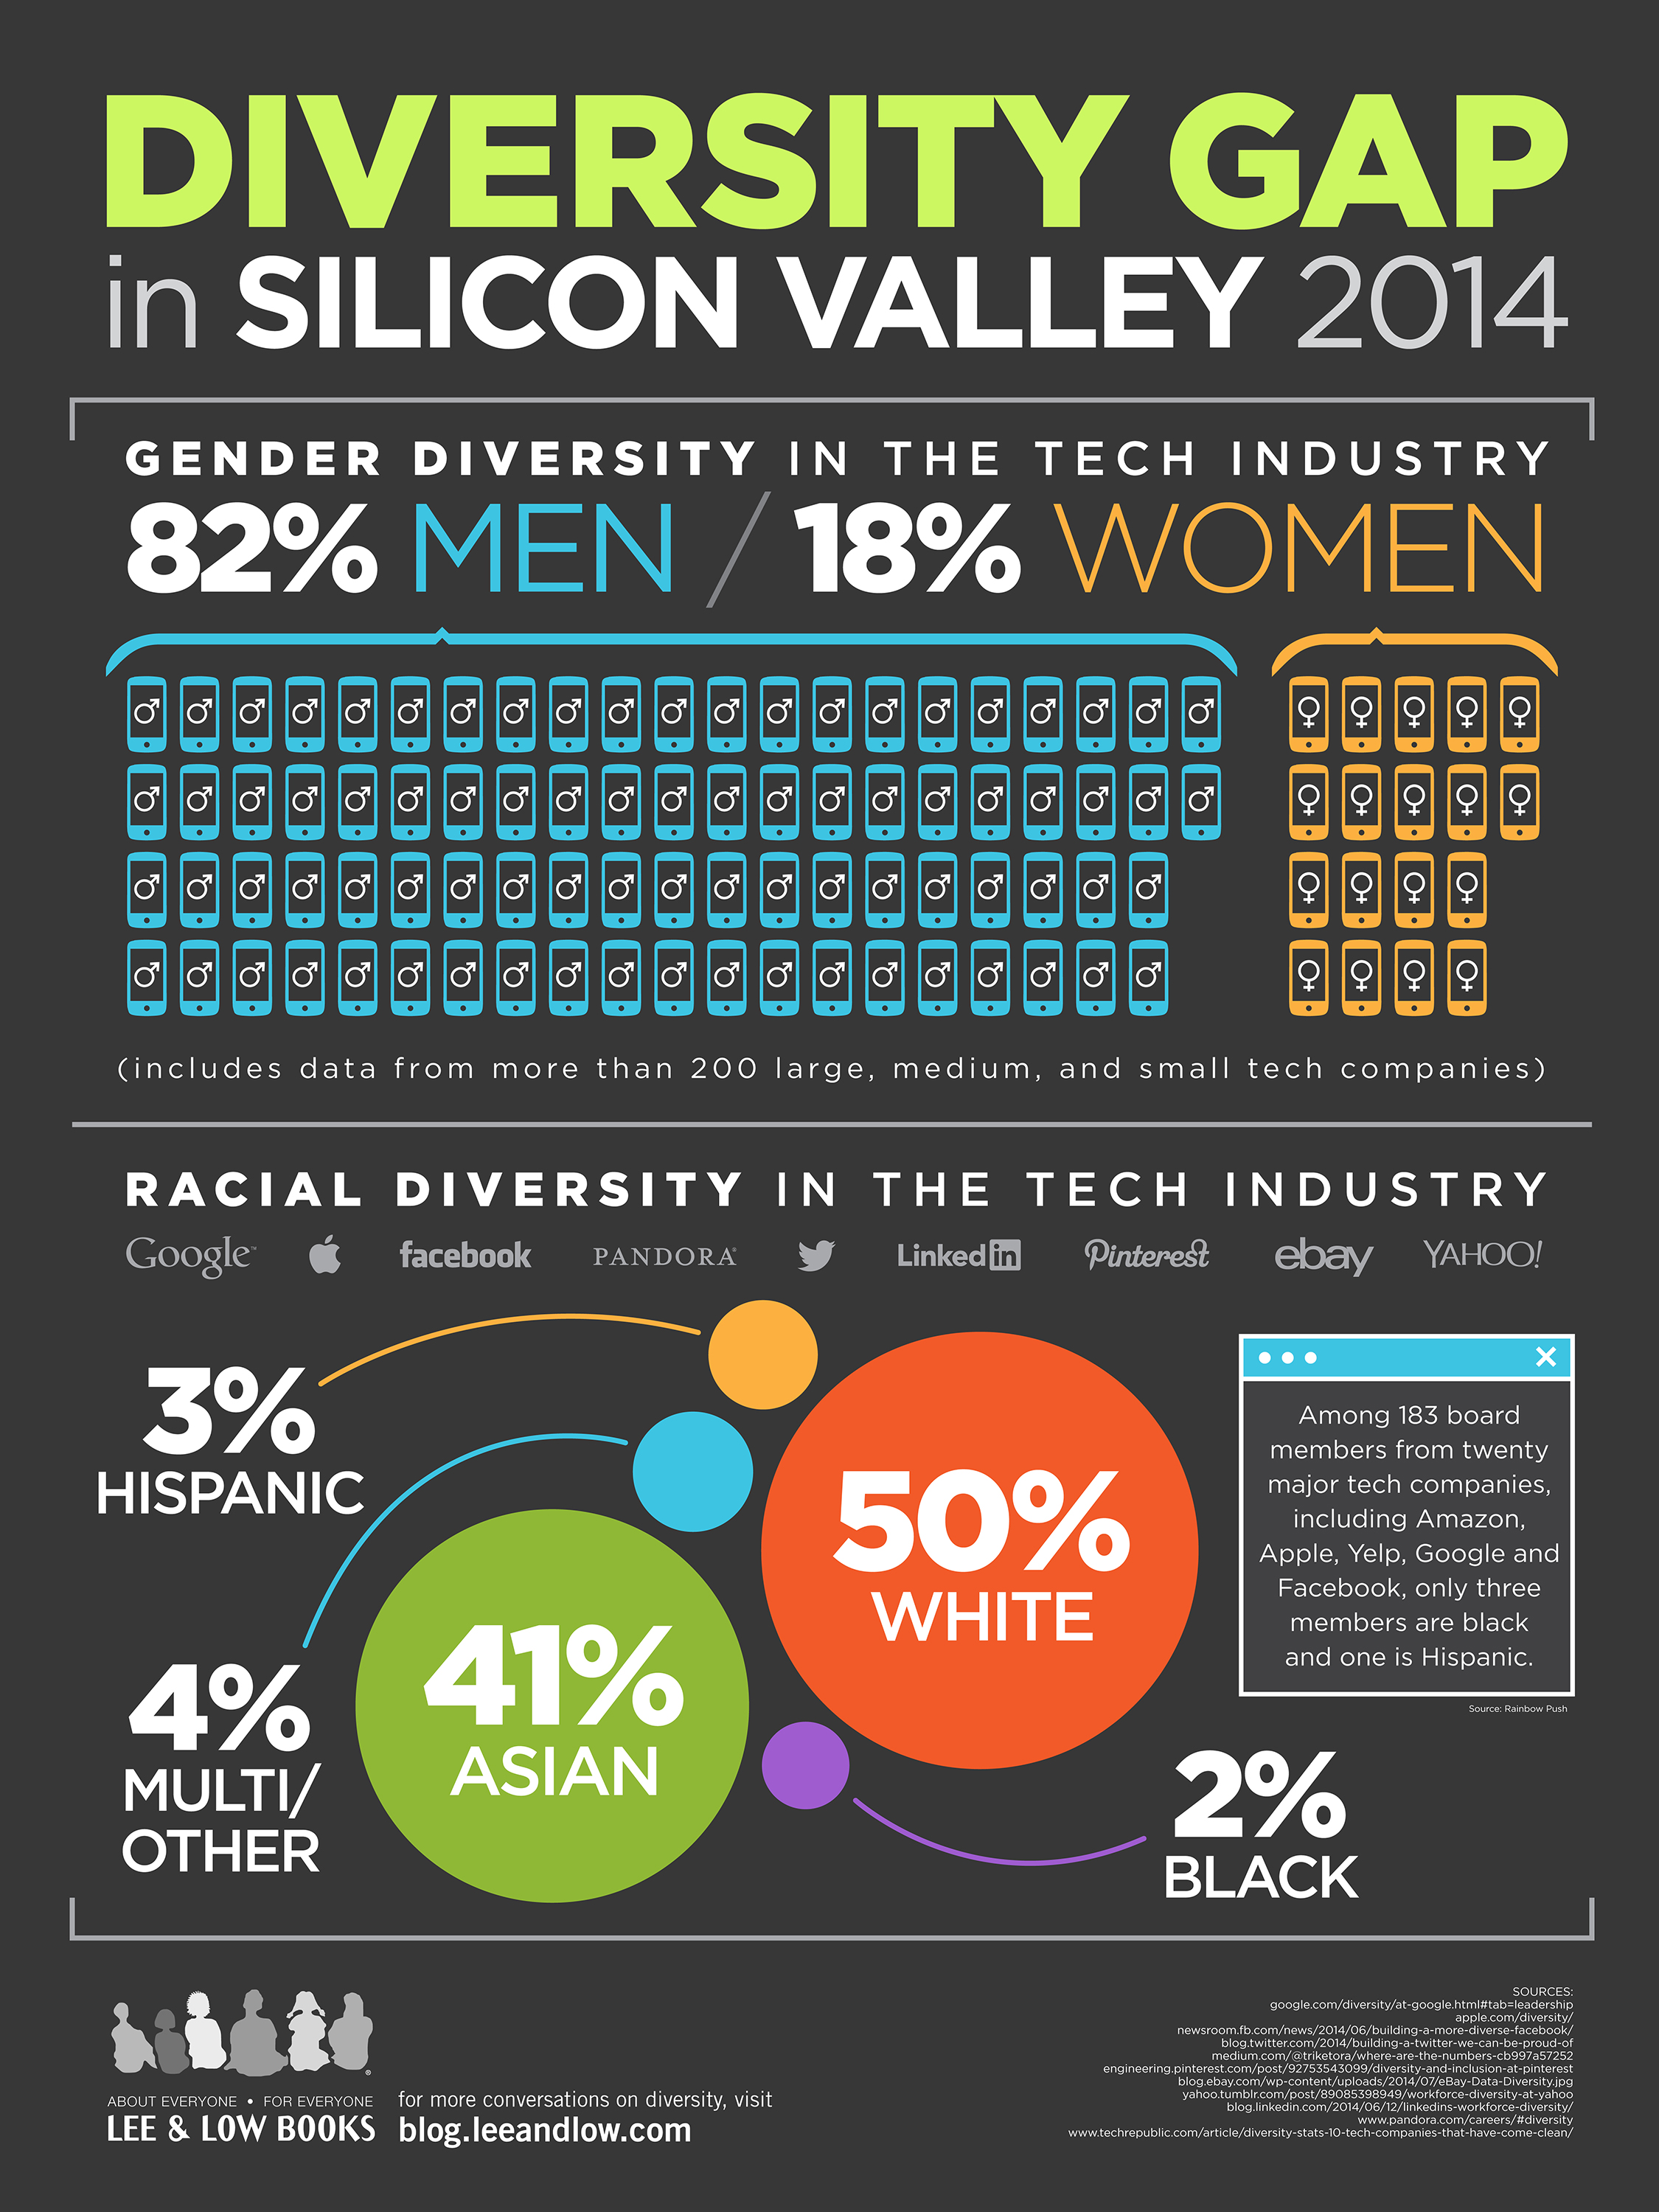 DIVERSITY GAP
in SILICON VALLEY 2014
GENDER DIVERSITY IN THE TECH INDUSTRY
82% MEN / 18% WOMEN
(includes data from more than 200 large, medium, and small tech companies)
RACIAL DIVERSITY IN THE TECH INDUSTRY
Google™ facebook PANDORA® Linkedin Pinterest ebay YAHOO!
3%
HISPANIC
4%
MULTI/
OTHER
41%
ASIAN
50%
WHITE
Among 183 board
members from twenty
major tech companies,
including Amazon,
Apple, Yelp, Google and
Facebook, only three
members are black
and one is Hispanic.
Source: Rainbow Push
2%
BLACK
ABOUT EVERYONE • FOR EVERYONE
LEE & LOW BOOKS
for more conversations on diversity, visit
blog.leeandlow.com
SOURCES:
google.com/diversity/at-google.html#tab=leadership
apple.com/diversity/
newsroom.fb.com/news/2014/06/building-a-more-diverse-facebook/
blog.twitter.com/2014/building-a-twitter-we-can-be-proud-of
medium.com/@triketora/where-are-the-numbers-cb997a57252
engineering.pinterest.com/post/92753543099/diversity-and-inclusion-at-pinterest
blog.ebay.com/wp-content/uploads/2014/07/eBay-Data-Diversity.jpg
yahoo.tumblr.com/post/89085398949/workforce-diversity-at-yahoo
blog.linkedin.com/2014/06/12/linkedins-workforce-diversity/
www.pandora.com/careers/#diversity
www.techrepublic.com/article/diversity-stats-10-tech-companies-that-have-come-clean/